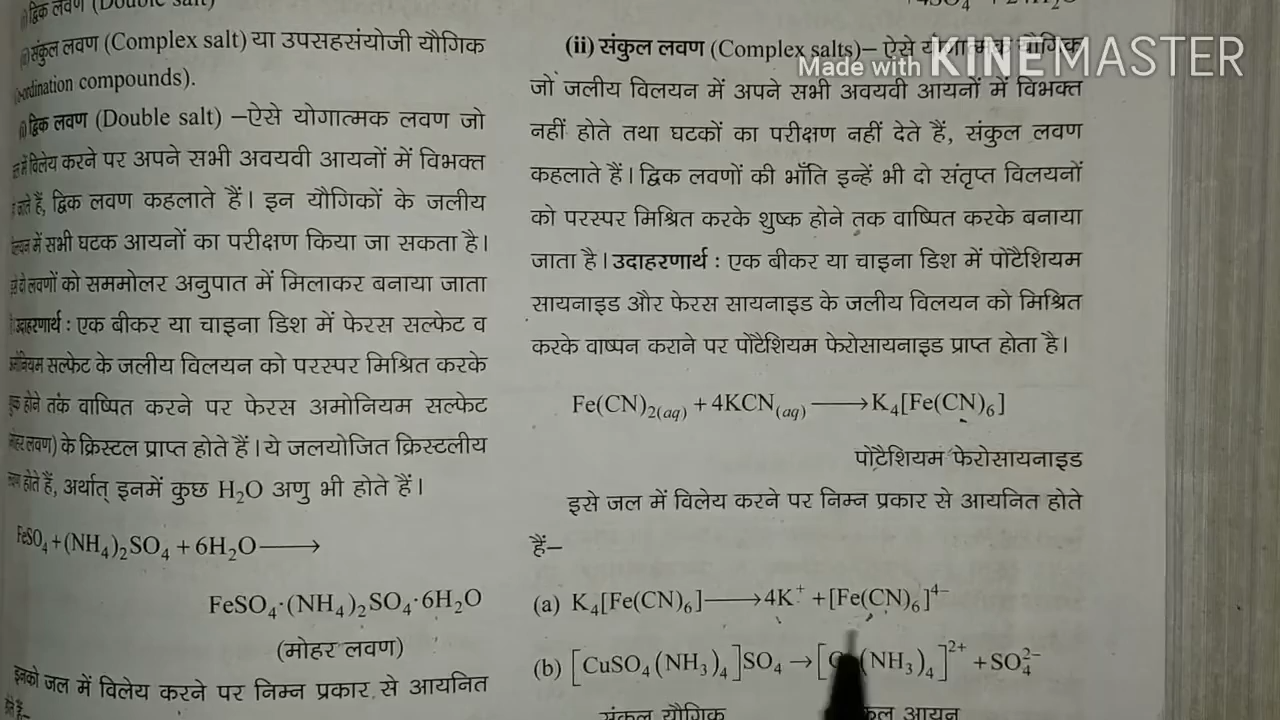 द्विक लवण (Double salt)
संकुल लवण (Complex salt) या उपसहसंयोजी यौगिक
ordination compounds).
(i) द्विक लवण (Double salt) –ऐसे योगात्मक लवण जो
में विलेय करने पर अपने सभी अवयवी आयनों में विभक्त
जाते हैं, द्विक लवण कहलाते हैं। इन यौगिकों के जलीय
में सभी घटक आयनों का परीक्षण किया जा सकता है।
दो लवणों को सममोलर अनुपात में मिलाकर बनाया जाता
उदाहरणार्थ : एक बीकर या चाइना डिश में फेरस सल्फेट व
सल्फेट के जलीय विलयन को परस्पर मिश्रित करके
होने तक वाष्पित करने पर फेरस अमोनियम सल्फेट
लवण) के क्रिस्टल प्राप्त होते हैं। ये जलयोजित क्रिस्टलीय
होते हैं, अर्थात् इनमें कुछ H₂O अणु भी होते हैं।
FeSO₄+(NH₄)₂SO₄ + 6H₂O⟶
FeSO₄·(NH₄)₂SO₄·6H₂O
(मोहर लवण)
इनको जल में विलेय करने पर निम्न प्रकार से आयनित
(ii) संकुल लवण (Complex salts)– ऐसे योगात्मक यौगिक
जो जलीय विलयन में अपने सभी अवयवी आयनों में विभक्त
नहीं होते तथा घटकों का परीक्षण नहीं देते हैं, संकुल लवण
कहलाते हैं। द्विक लवणों की भाँति इन्हें भी दो संतृप्त विलयनों
को परस्पर मिश्रित करके शुष्क होने तक वाष्पित करके बनाया
जाता है। उदाहरणार्थ : एक बीकर या चाइना डिश में पोटैशियम
सायनाइड और फेरस सायनाइड के जलीय विलयन को मिश्रित
करके वाष्पन कराने पर पोटैशियम फेरोसायनाइड प्राप्त होता है।
Fe(CN)₂₍aq₎ + 4KCN₍aq₎ ⟶K₄[Fe(CN)₆]
पोटैशियम फेरोसायनाइड
इसे जल में विलेय करने पर निम्न प्रकार से आयनित होते
हैं–
(a) K₄[Fe(CN)₆]⟶4K⁺ +[Fe(CN)₆]⁴⁻
(b) [CuSO₄(NH₃)₄]SO₄ →[(NH₃)₄]²⁺ +SO₄²⁻
संकुल यौगिक आयन
Made with KINEMASTER